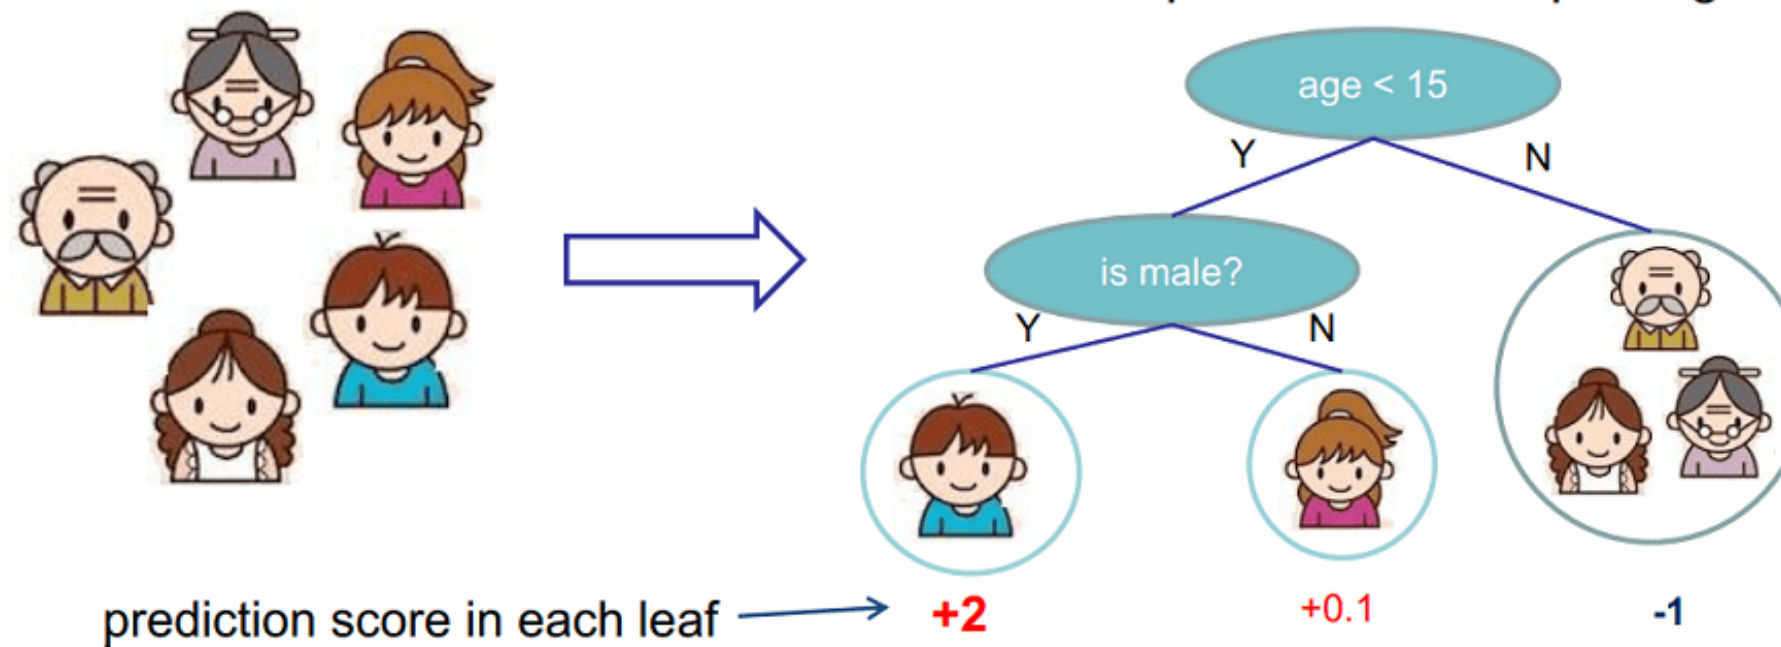 age < 15
Y
N
is male?
Y
N
prediction score in each leaf
+2
+0.1
-1